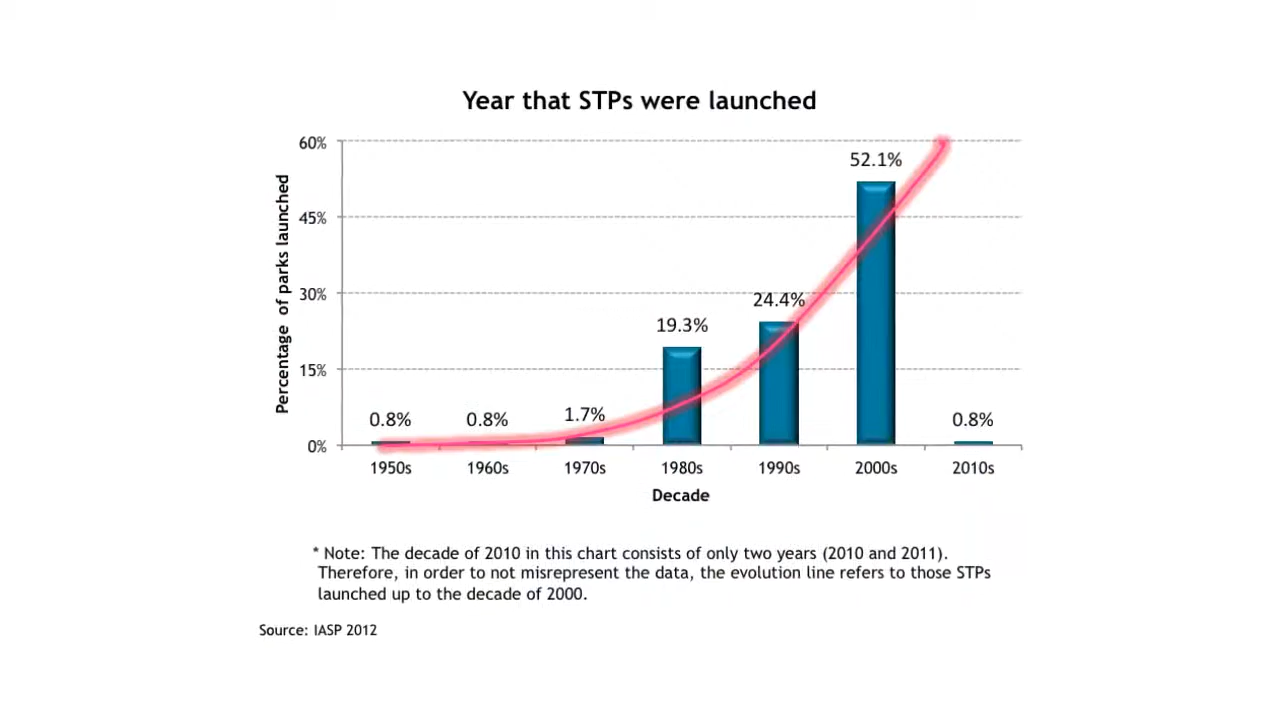 Year that STPs were launched
60%
45%
30%
15%
0%
Percentage of parks launched
0.8%
0.8%
1.7%
19.3%
24.4%
52.1%
0.8%
1950s
1960s
1970s
1980s
1990s
2000s
2010s
Decade
* Note: The decade of 2010 in this chart consists of only two years (2010 and 2011).
Therefore, in order to not misrepresent the data, the evolution line refers to those STPs
launched up to the decade of 2000.
Source: IASP 2012